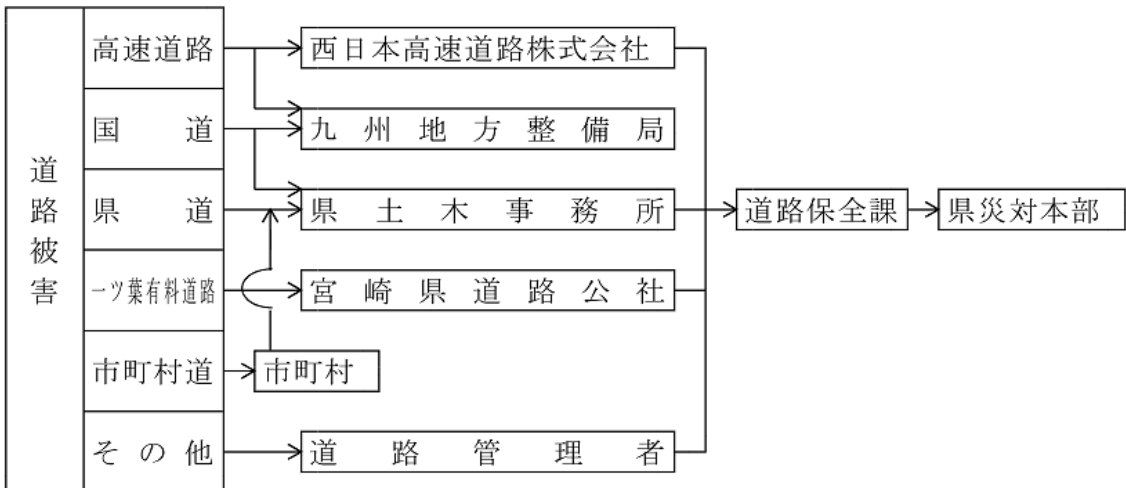 道路被害
高速道路
西日本高速道路株式会社
国道
九州地方整備局
県道
県土木事務所
道路保全課
県災対本部
一ツ葉有料道路
宮崎県道路公社
市町村道
市町村
その他
道路管理者